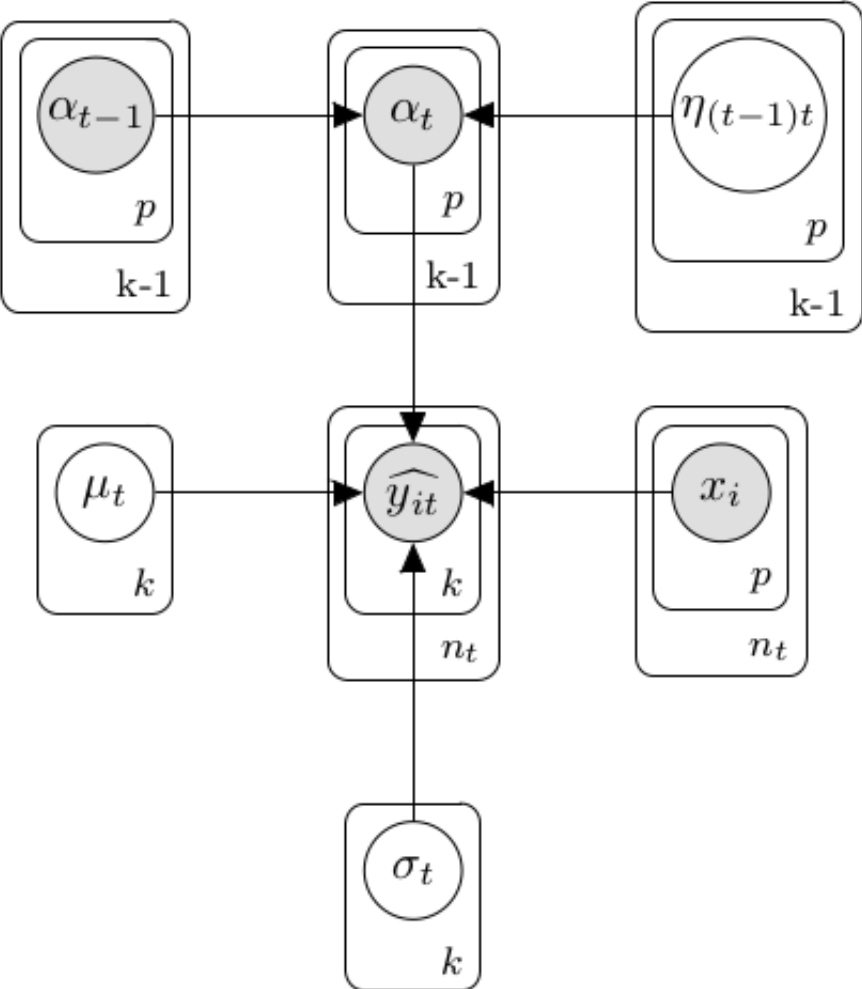 α_{t−1} α_t η_{(t−1)t}
p p p
k-1 k-1 k-1
μ_t \widehat{y_{it}} x_i
k k p
n_t n_t
σ_t
k